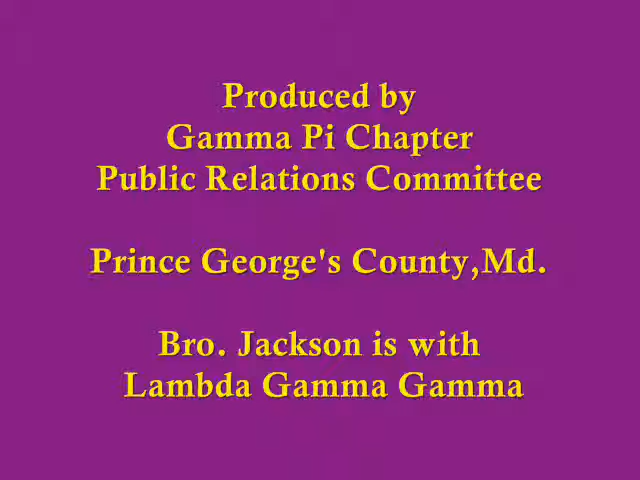 Produced by
Gamma Pi Chapter
Public Relations Committee
Prince George's County,Md.
Bro. Jackson is with
Lambda Gamma Gamma